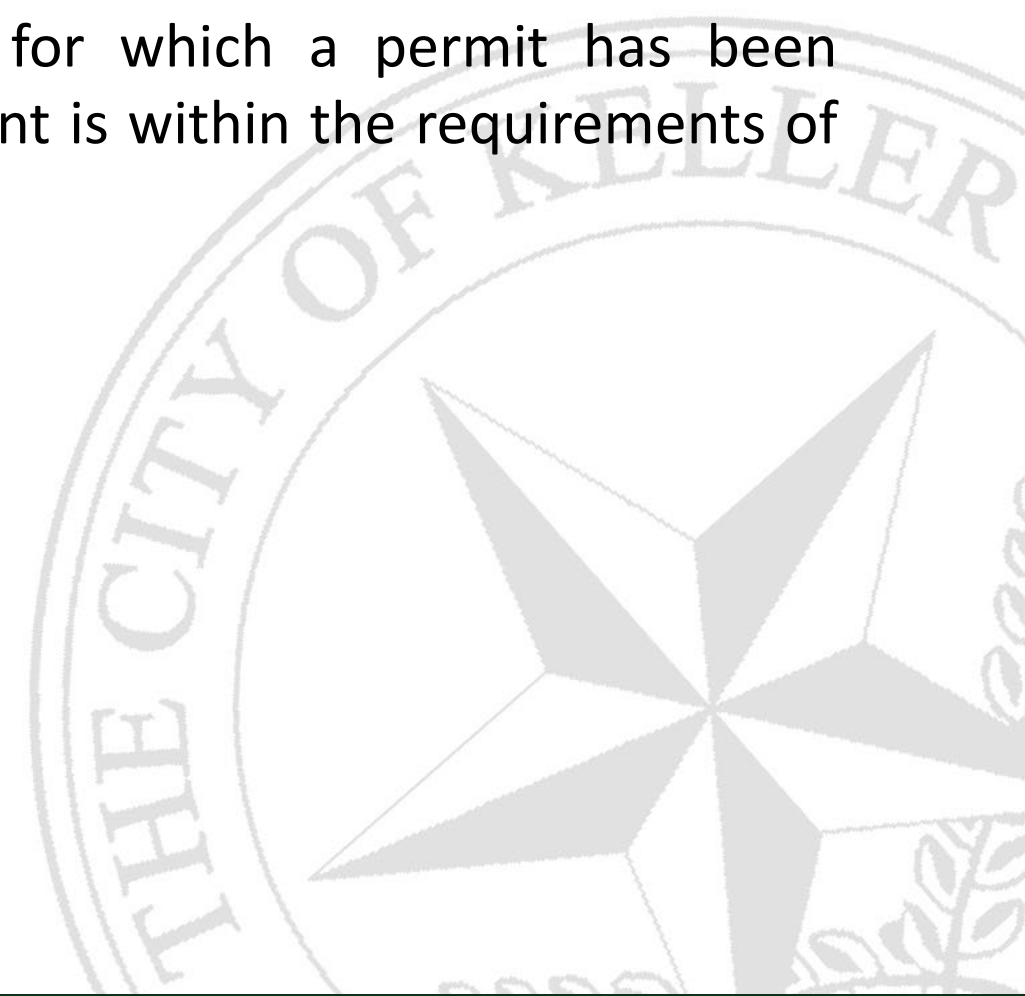 for which a permit has been
nt is within the requirements of
THE CITY OF KELLER